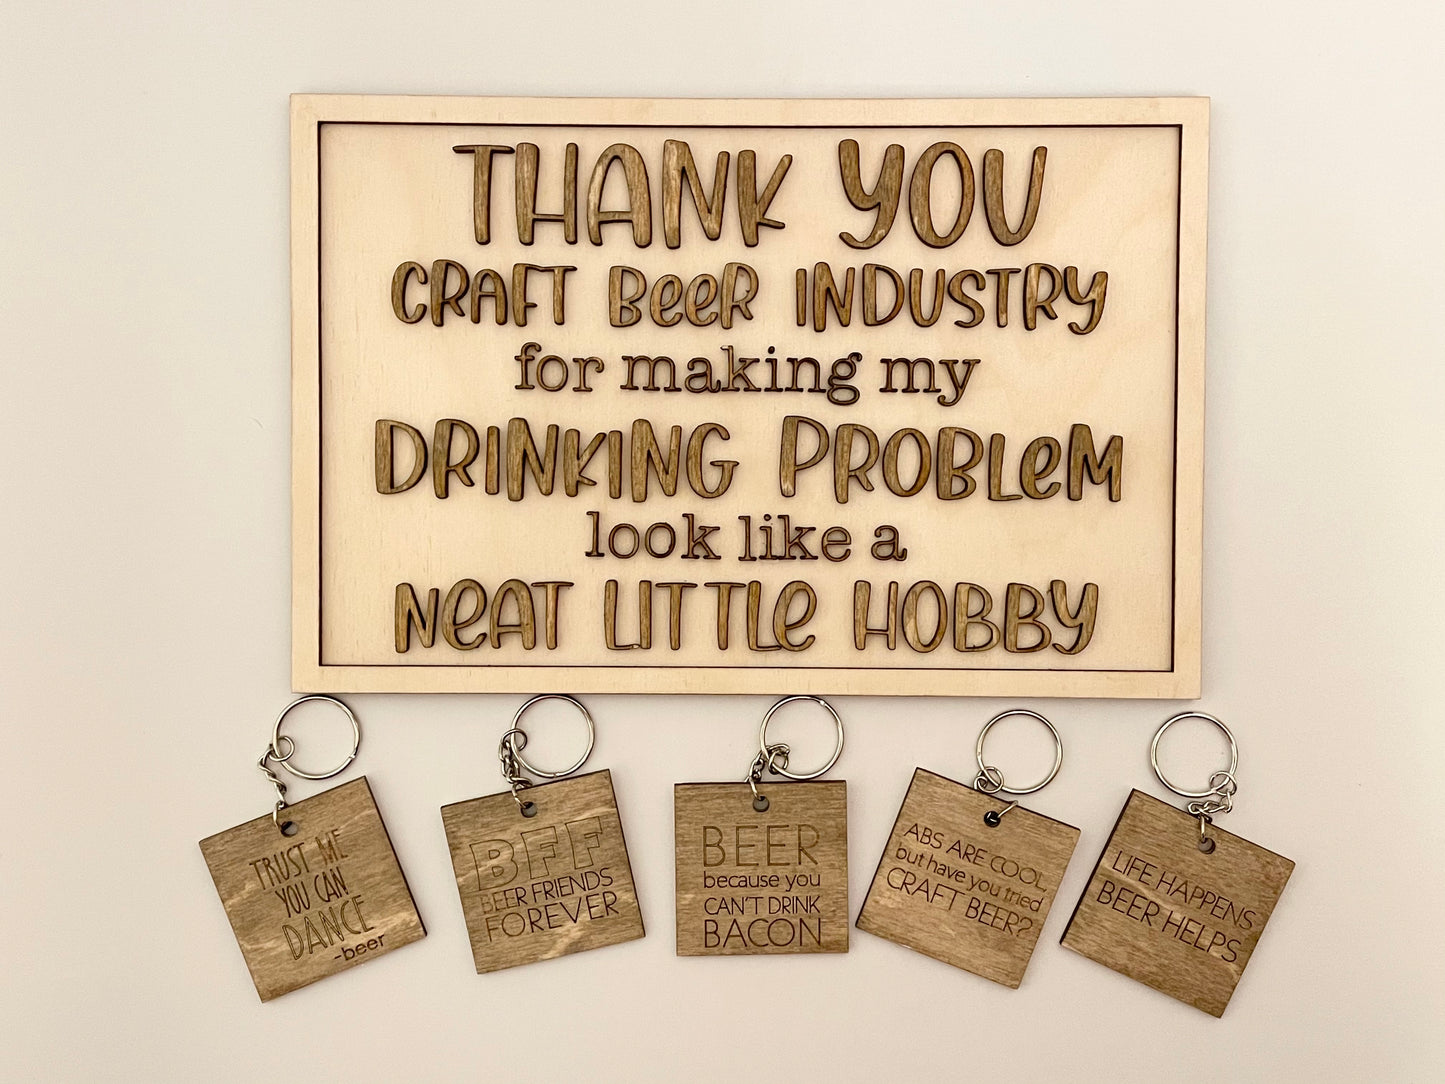 THANK YOU
CRAFT BeeR INDUSTRY
for making my
DRINKING PROBLeM
look like a
NeAT LITTLe HOBBY
TRUST ME
YOU CAN
DANCE
-beer
BFF
BEER FRIENDS
FOREVER
BEER
because you
CAN'T DRINK
BACON
ABS ARE COOL
but have you tried
CRAFT BEER?
LIFE HAPPENS
BEER HELPS